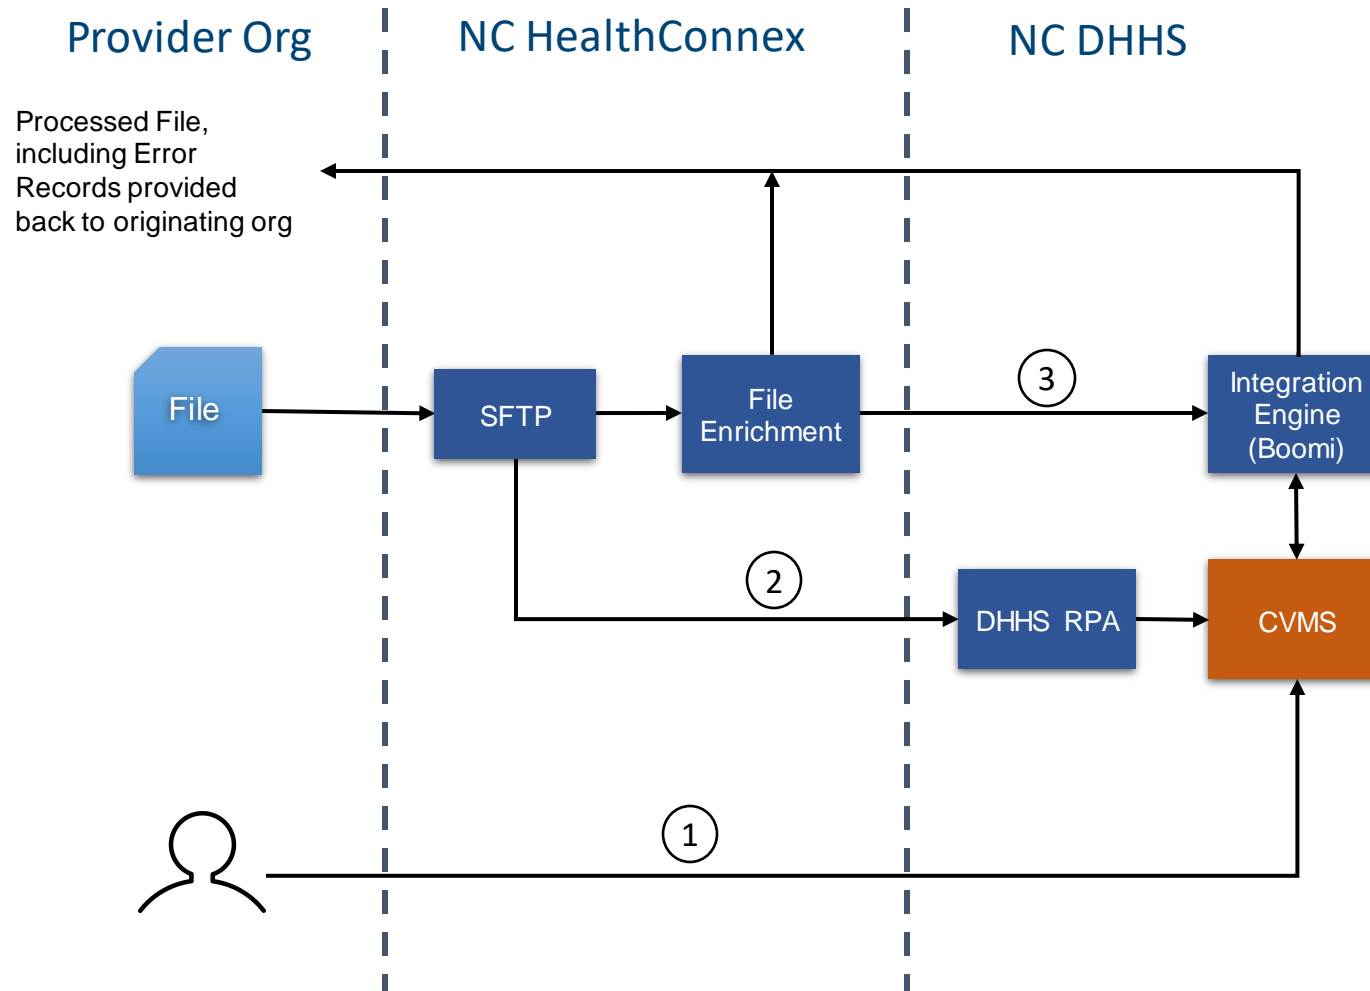 Provider Org
NC HealthConnex
NC DHHS
Processed File,
including Error
Records provided
back to originating org
File
SFTP
File
Enrichment
3
Integration
Engine
(Boomi)
2
DHHS RPA
CVMS
1